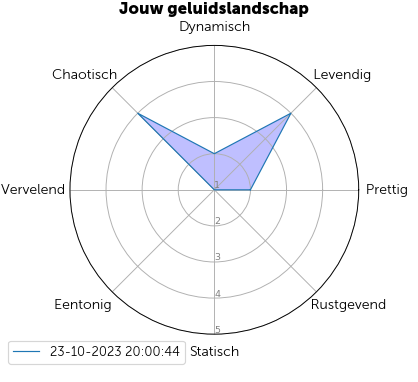 Jouw geluidslandschap
Dynamisch
Chaotisch
Levendig
Vervelend
1
Prettig
2
3
4
Eentonig
Rustgevend
5
23-10-2023 20:00:44
Statisch